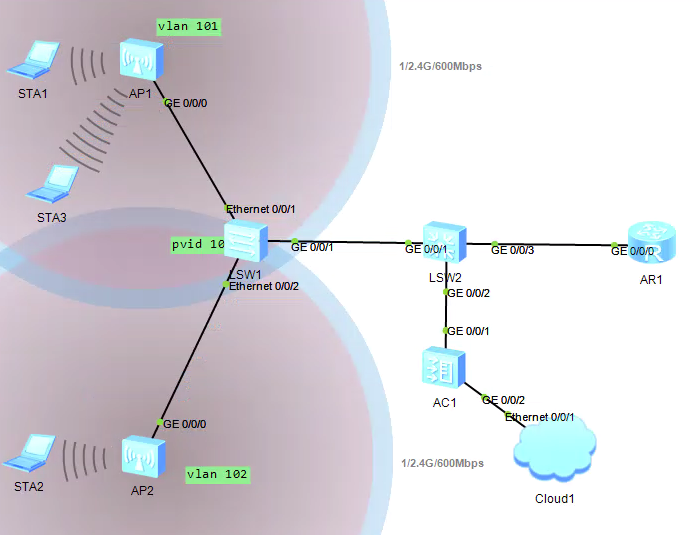 vlan 101
1/2.4G/600Mbps
STA1
AP1
GE 0/0/0
STA3
Ethernet 0/0/1
pvid 10
GE 0/0/1
GE 0/0/1
GE 0/0/3
GE 0/0/0
LSW1
LSW2
AR1
Ethernet 0/0/2
GE 0/0/2
GE 0/0/1
AC1
GE 0/0/2
Ethernet 0/0/1
GE 0/0/0
1/2.4G/600Mbps
vlan 102
STA2
AP2
Cloud1